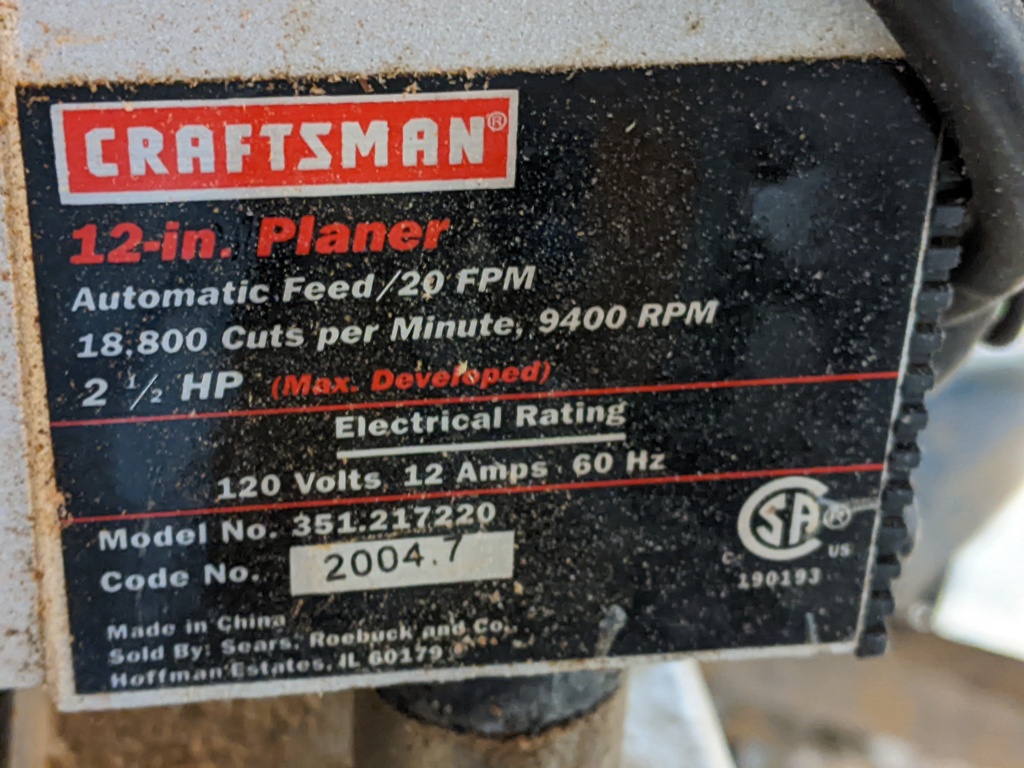 CRAFTSMAN®
12-in. Planer
Automatic Feed/20 FPM
18,800 Cuts per Minute, 9400 RPM
2 1/2 HP (Max. Developed)
Electrical Rating
120 Volts 12 Amps 60 Hz
Model No. 351.217220
Code No. 2004.7
Made in China
Sold By: Sears, Roebuck and Co.,
Hoffman Estates, IL 60179
SA®
C US
190193